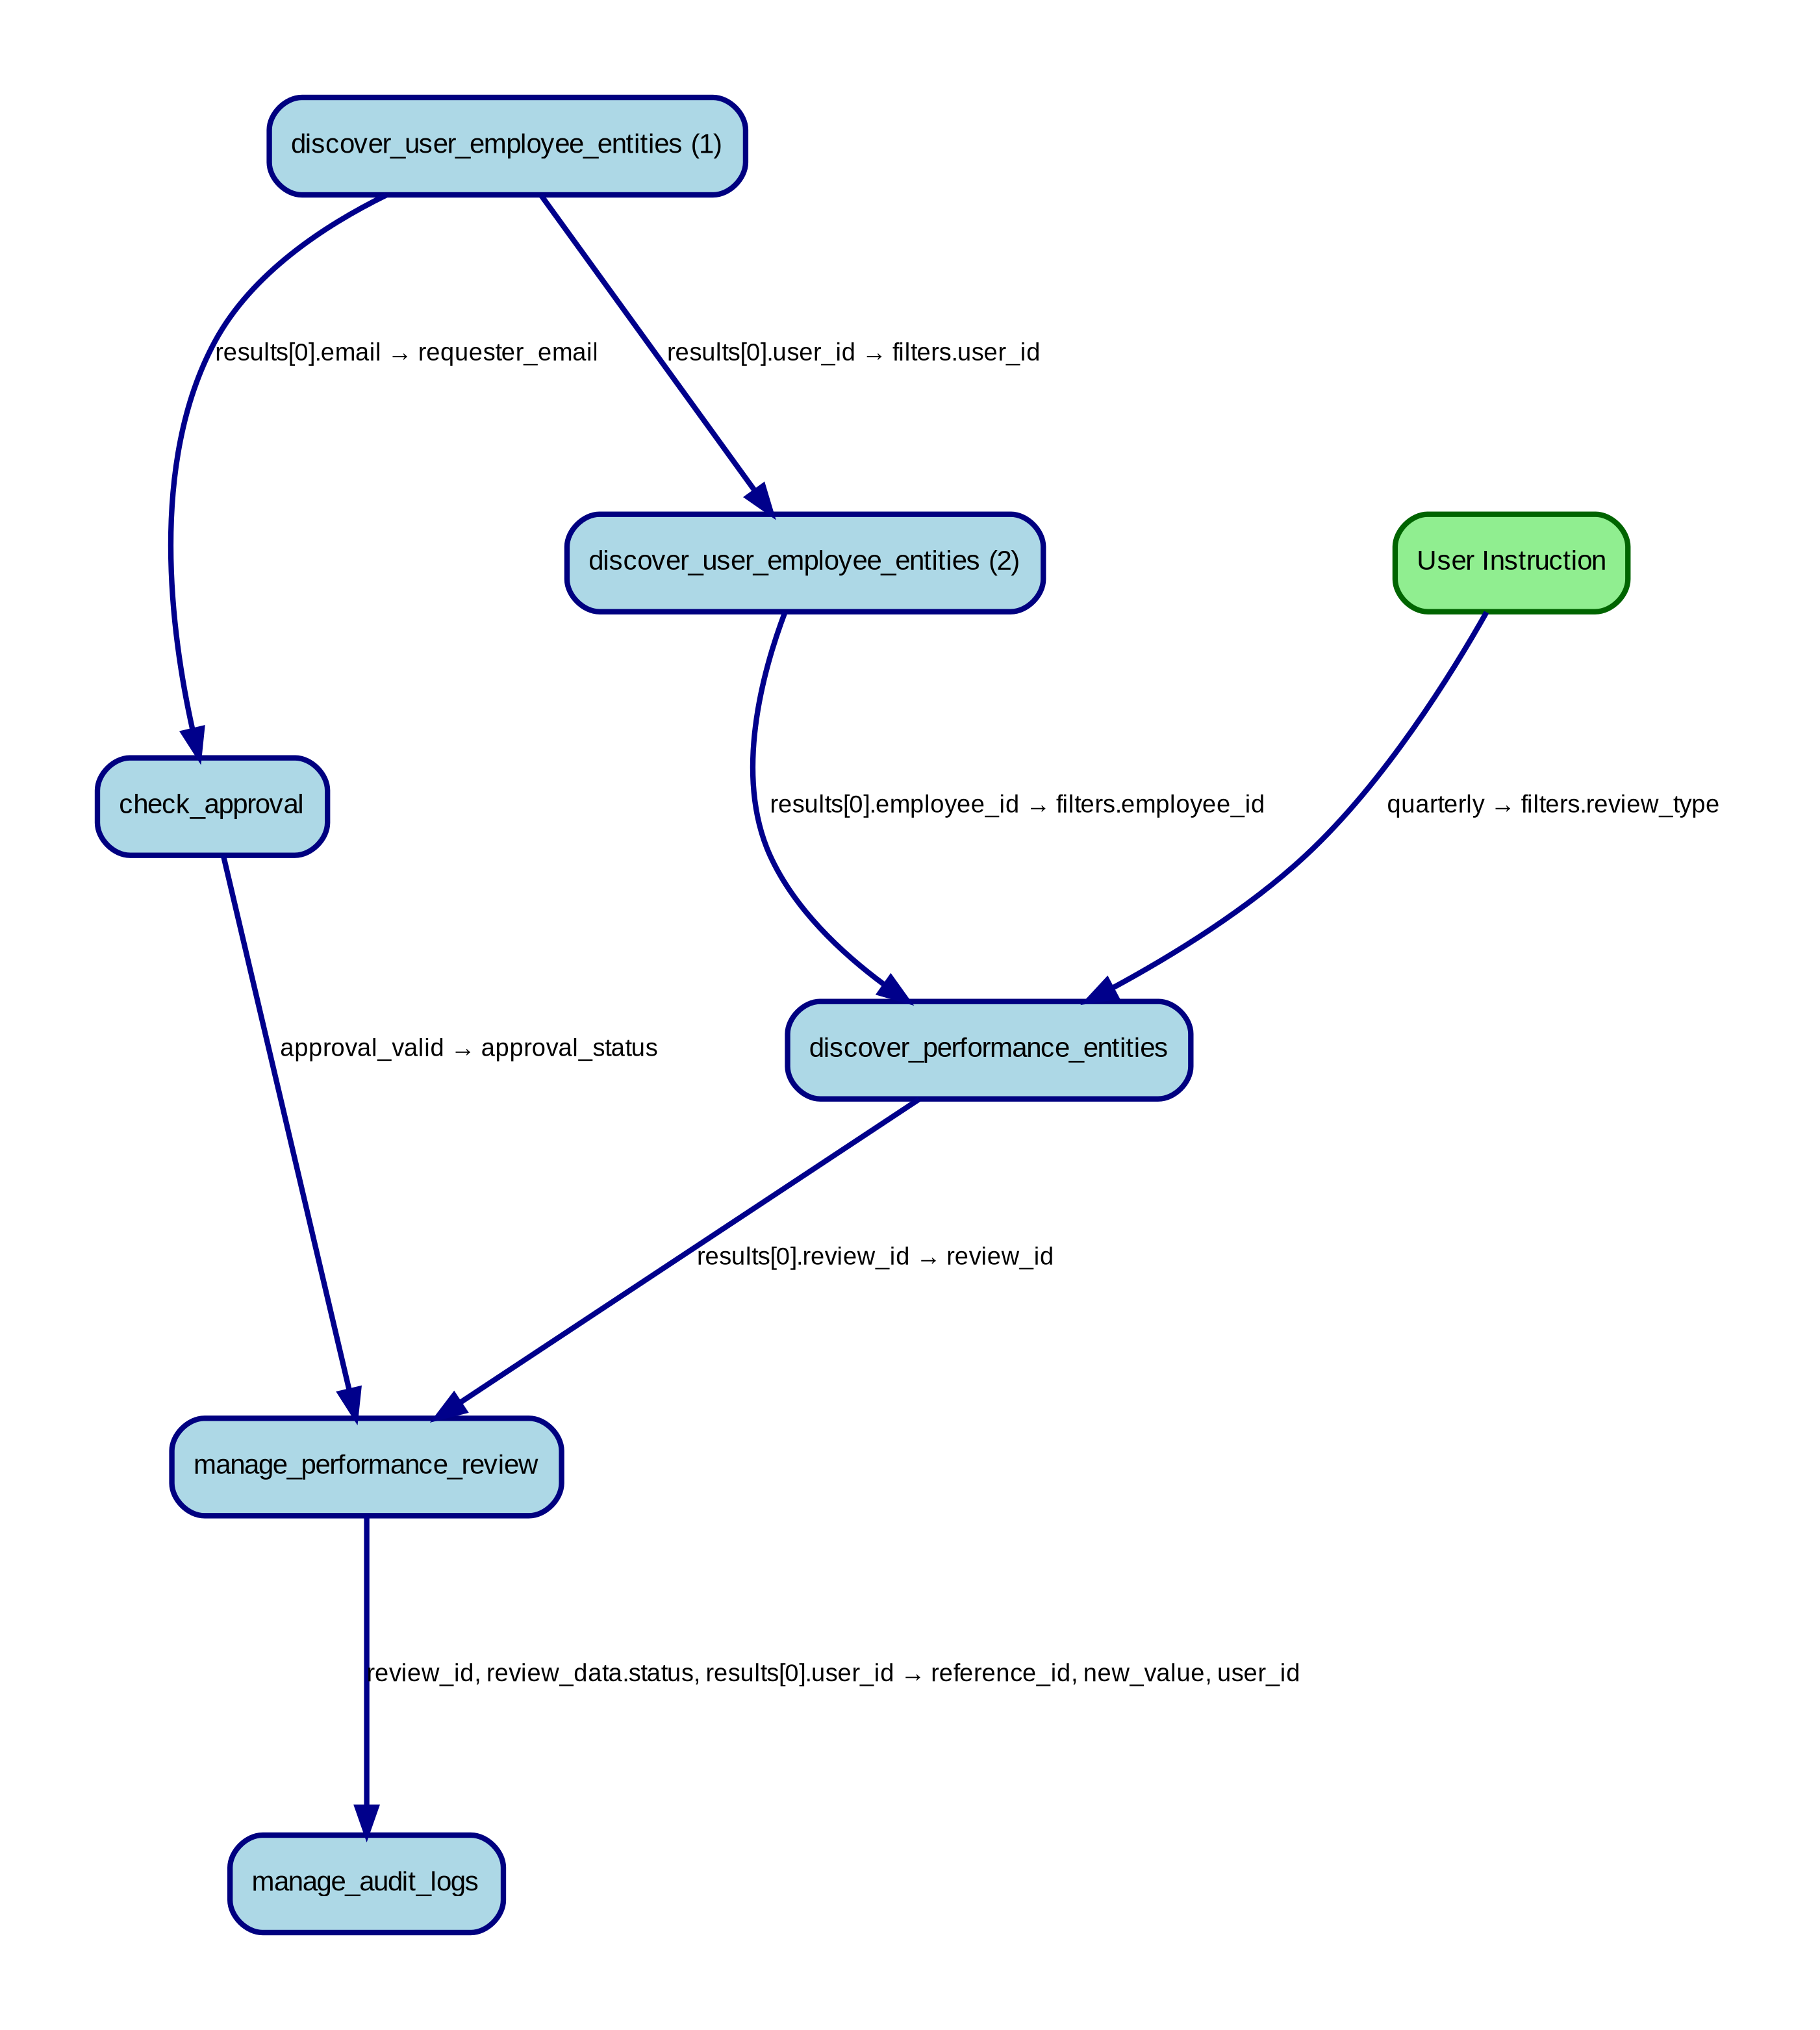 discover_user_employee_entities (1)
results[0].email → requester_email
results[0].user_id → filters.user_id
discover_user_employee_entities (2)
User Instruction
check_approval
results[0].employee_id → filters.employee_id
quarterly → filters.review_type
approval_valid → approval_status
discover_performance_entities
results[0].review_id → review_id
manage_performance_review
review_id, review_data.status, results[0].user_id → reference_id, new_value, user_id
manage_audit_logs